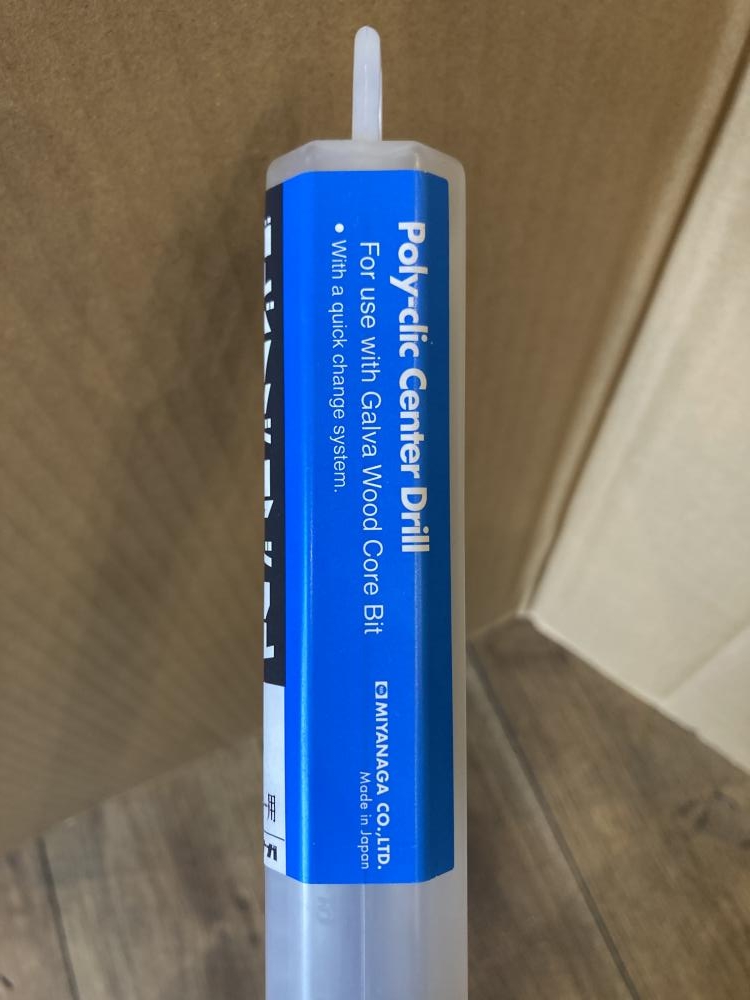 Poly-clic Center Drill
For use with Galva Wood Core Bit
• With a quick change system.
MIYANAGA CO.,LTD.
Made in Japan
用